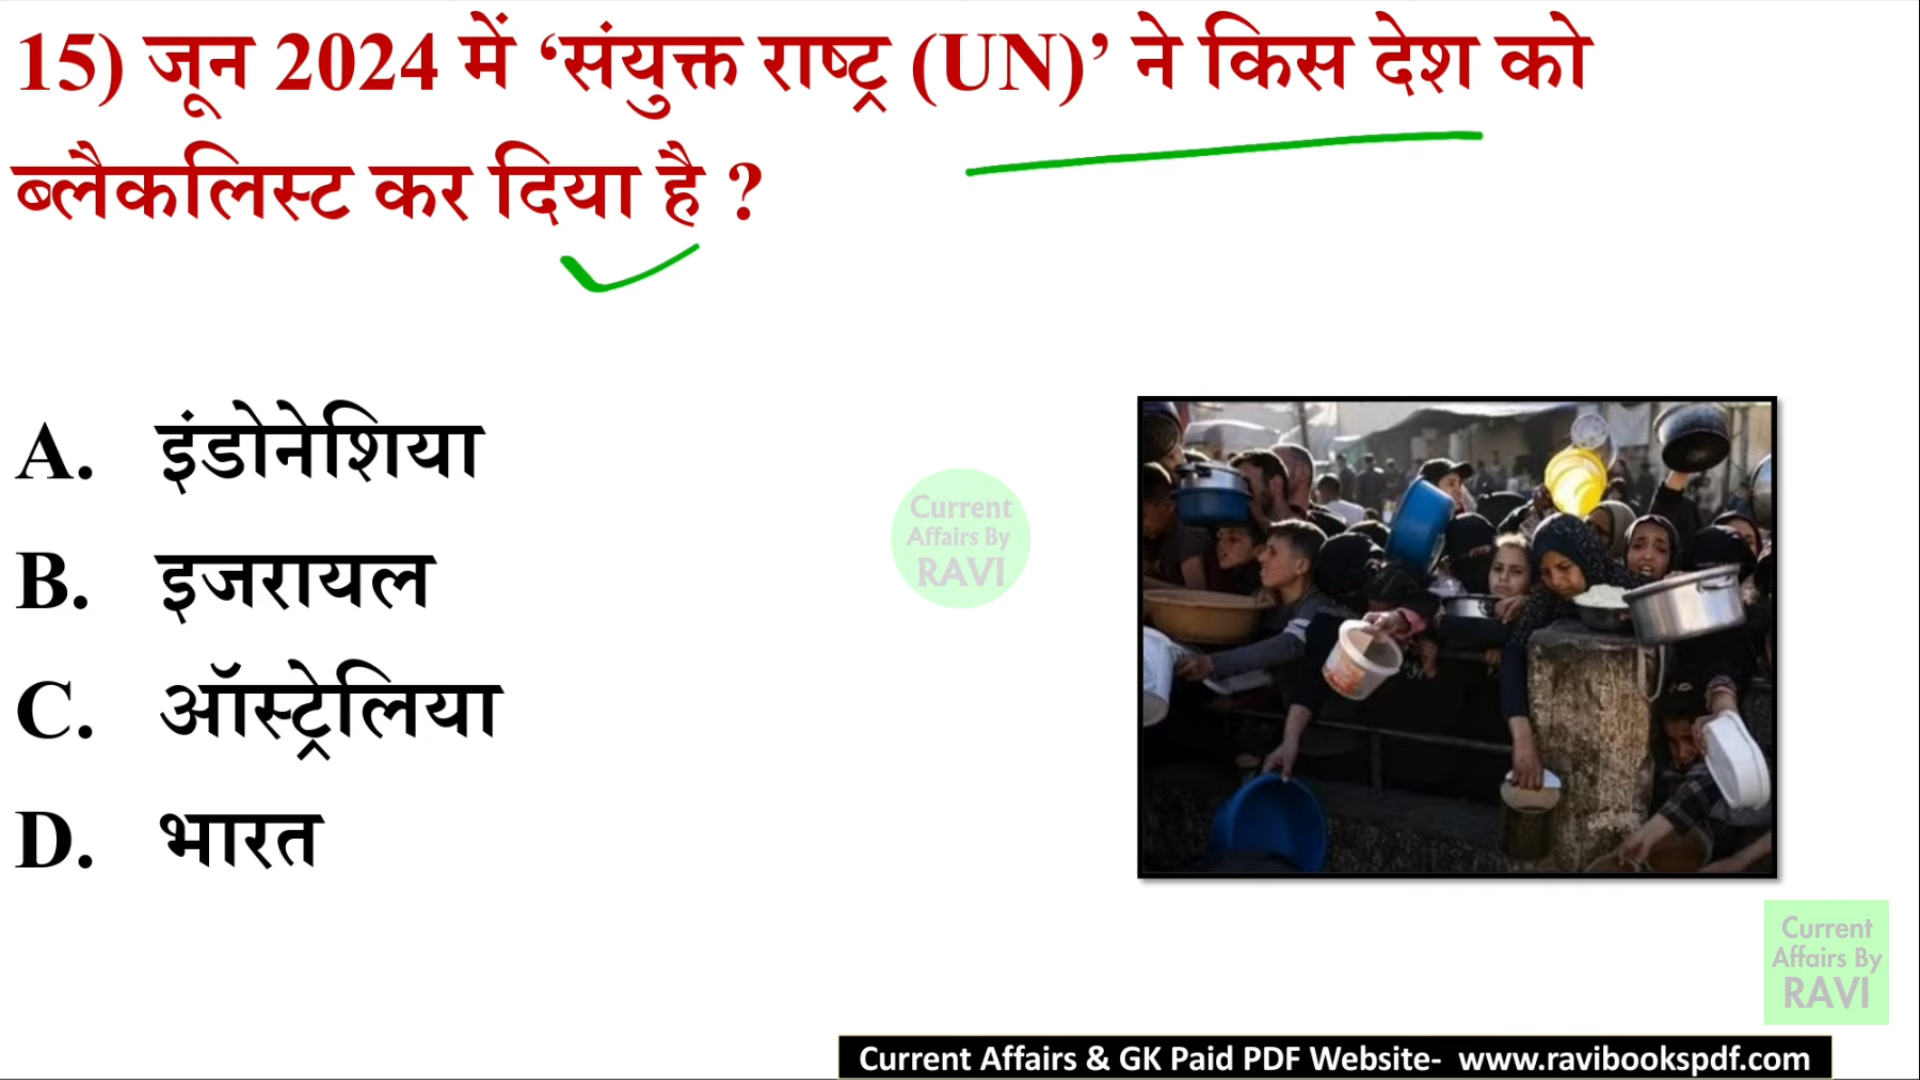 15) जून 2024 में ‘संयुक्त राष्ट्र (UN)’ ने किस देश को
ब्लैकलिस्ट कर दिया है ?
A. इंडोनेशिया
B. इजरायल
C. ऑस्ट्रेलिया
D. भारत
Current
Affairs By
RAVI
Current
Affairs By
RAVI
Current Affairs & GK Paid PDF Website- www.ravibookspdf.com